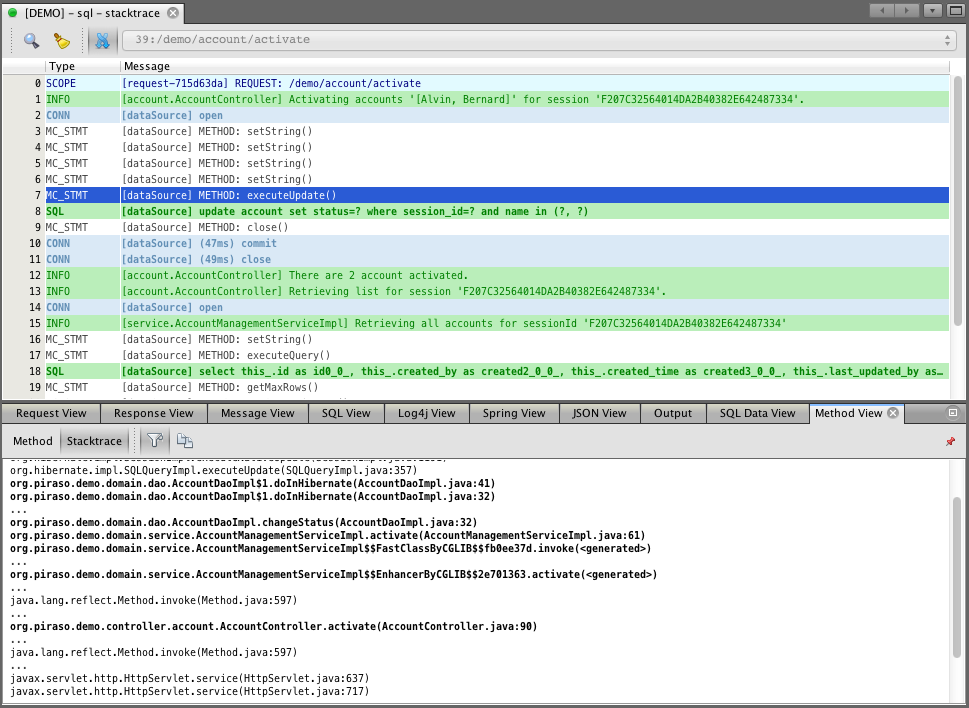 [DEMO] - sql - stacktrace
39:/demo/account/activate
Type Message
0 SCOPE [request-715d63da] REQUEST: /demo/account/activate
1 INFO [account.AccountController] Activating accounts '[Alvin, Bernard]' for session 'F207C32564014DA2B40382E642487334'.
2 CONN [dataSource] open
3 MC_STMT [dataSource] METHOD: setString()
4 MC_STMT [dataSource] METHOD: setString()
5 MC_STMT [dataSource] METHOD: setString()
6 MC_STMT [dataSource] METHOD: setString()
7 MC_STMT [dataSource] METHOD: executeUpdate()
8 SQL [dataSource] update account set status=? where session_id=? and name in (?, ?)
9 MC_STMT [dataSource] METHOD: close()
10 CONN [dataSource] (47ms) commit
11 CONN [dataSource] (49ms) close
12 INFO [account.AccountController] There are 2 account activated.
13 INFO [account.AccountController] Retrieving list for session 'F207C32564014DA2B40382E642487334'.
14 CONN [dataSource] open
15 INFO [service.AccountManagementServiceImpl] Retrieving all accounts for sessionId 'F207C32564014DA2B40382E642487334'
16 MC_STMT [dataSource] METHOD: setString()
17 MC_STMT [dataSource] METHOD: executeQuery()
18 SQL [dataSource] select this_.id as id0_0_, this_.created_by as created2_0_0_, this_.created_time as created3_0_0_, this_.last_updated_by as...
19 MC_STMT [dataSource] METHOD: getMaxRows()
Request View Response View Message View SQL View Log4j View Spring View JSON View Output SQL Data View Method View
Method Stacktrace
org.hibernate.impl.SQLQueryImpl.executeUpdate(SQLQueryImpl.java:357)
org.piraso.demo.domain.dao.AccountDaoImpl$1.doInHibernate(AccountDaoImpl.java:41)
org.piraso.demo.domain.dao.AccountDaoImpl$1.doInHibernate(AccountDaoImpl.java:32)
...
org.piraso.demo.domain.dao.AccountDaoImpl.changeStatus(AccountDaoImpl.java:32)
org.piraso.demo.domain.service.AccountManagementServiceImpl.activate(AccountManagementServiceImpl.java:61)
org.piraso.demo.domain.service.AccountManagementServiceImpl$$FastClassByCGLIB$$fb0ee37d.invoke(<generated>)
...
org.piraso.demo.domain.service.AccountManagementServiceImpl$$EnhancerByCGLIB$$2e701363.activate(<generated>)
...
java.lang.reflect.Method.invoke(Method.java:597)
...
org.piraso.demo.controller.account.AccountController.activate(AccountController.java:90)
...
java.lang.reflect.Method.invoke(Method.java:597)
...
javax.servlet.http.HttpServlet.service(HttpServlet.java:637)
javax.servlet.http.HttpServlet.service(HttpServlet.java:717)